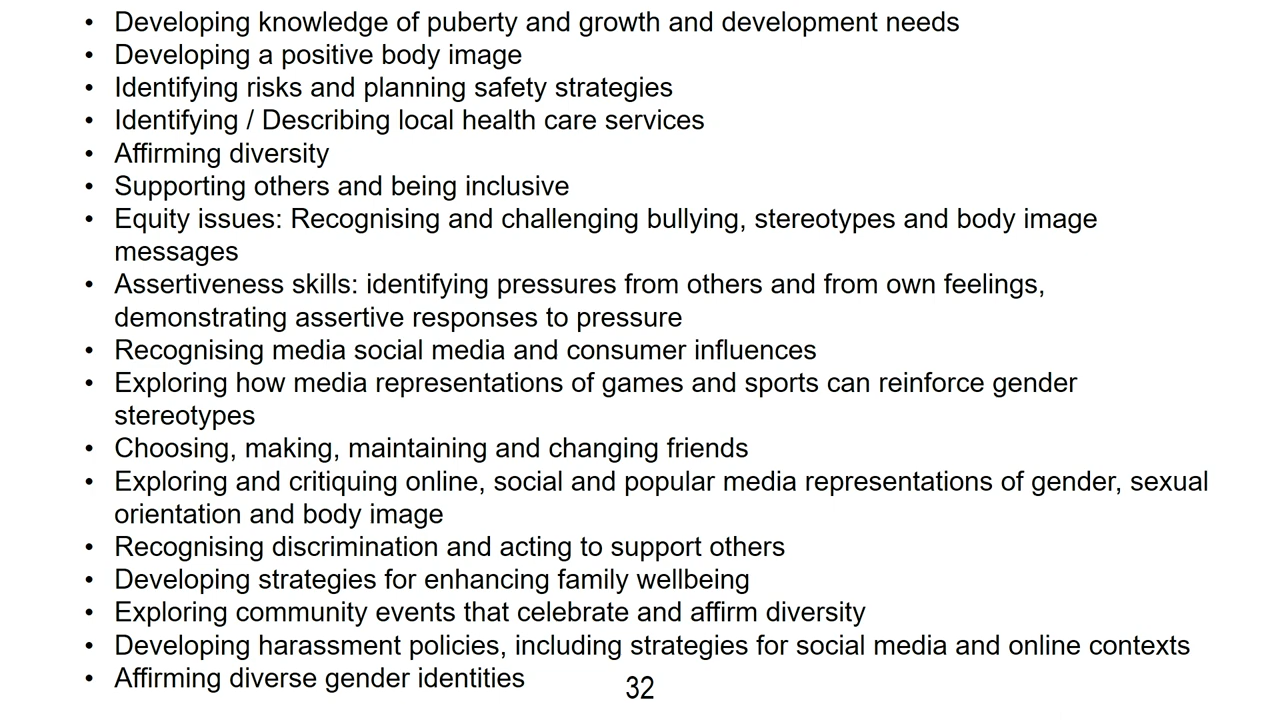 • Developing knowledge of puberty and growth and development needs
• Developing a positive body image
• Identifying risks and planning safety strategies
• Identifying / Describing local health care services
• Affirming diversity
• Supporting others and being inclusive
• Equity issues: Recognising and challenging bullying, stereotypes and body image
messages
• Assertiveness skills: identifying pressures from others and from own feelings,
demonstrating assertive responses to pressure
• Recognising media social media and consumer influences
• Exploring how media representations of games and sports can reinforce gender
stereotypes
• Choosing, making, maintaining and changing friends
• Exploring and critiquing online, social and popular media representations of gender, sexual
orientation and body image
• Recognising discrimination and acting to support others
• Developing strategies for enhancing family wellbeing
• Exploring community events that celebrate and affirm diversity
• Developing harassment policies, including strategies for social media and online contexts
• Affirming diverse gender identities
32